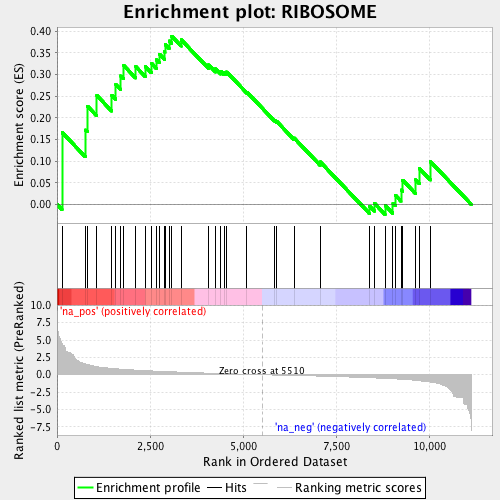 Enrichment plot: RIBOSOME
Enrichment score (ES)
0.40
0.35
0.30
0.25
0.20
0.15
0.10
0.05
0.00
Ranked list metric (PreRanked)
10.0
7.5
5.0
2.5
0.0
-2.5
-5.0
-7.5
'na_pos' (positively correlated)
Zero cross at 5510
'na_neg' (negatively correlated)
0
2,500
5,000
7,500
10,000
Rank in Ordered Dataset
Enrichment profile
Hits
Ranking metric scores